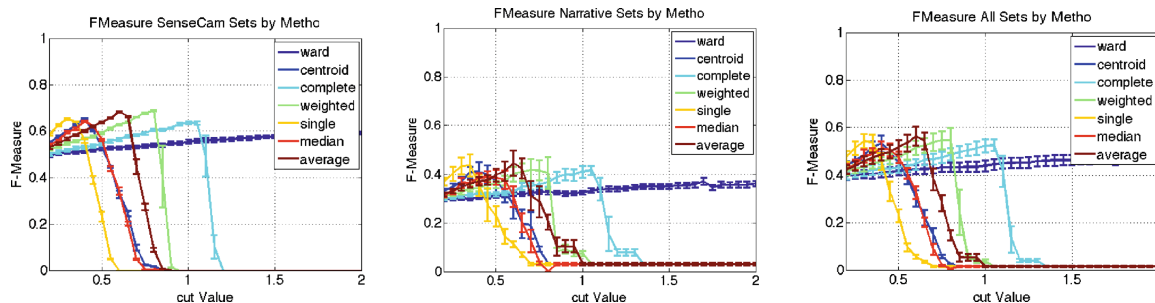 FMeasure SenseCam Sets by Metho
1
0.8
0.6
0.4
0.2
0
F-Measure
0.5
1
1.5
2
cut Value
ward
centroid
complete
weighted
single
median
average
FMeasure Narrative Sets by Metho
1
0.8
0.6
0.4
0.2
0
F-Measure
0.5
1
1.5
2
cut Value
ward
centroid
complete
weighted
single
median
average
FMeasure All Sets by Metho
1
0.8
0.6
0.4
0.2
0
F-Measure
0.5
1
1.5
cut Value
ward
centroid
complete
weighted
single
median
average